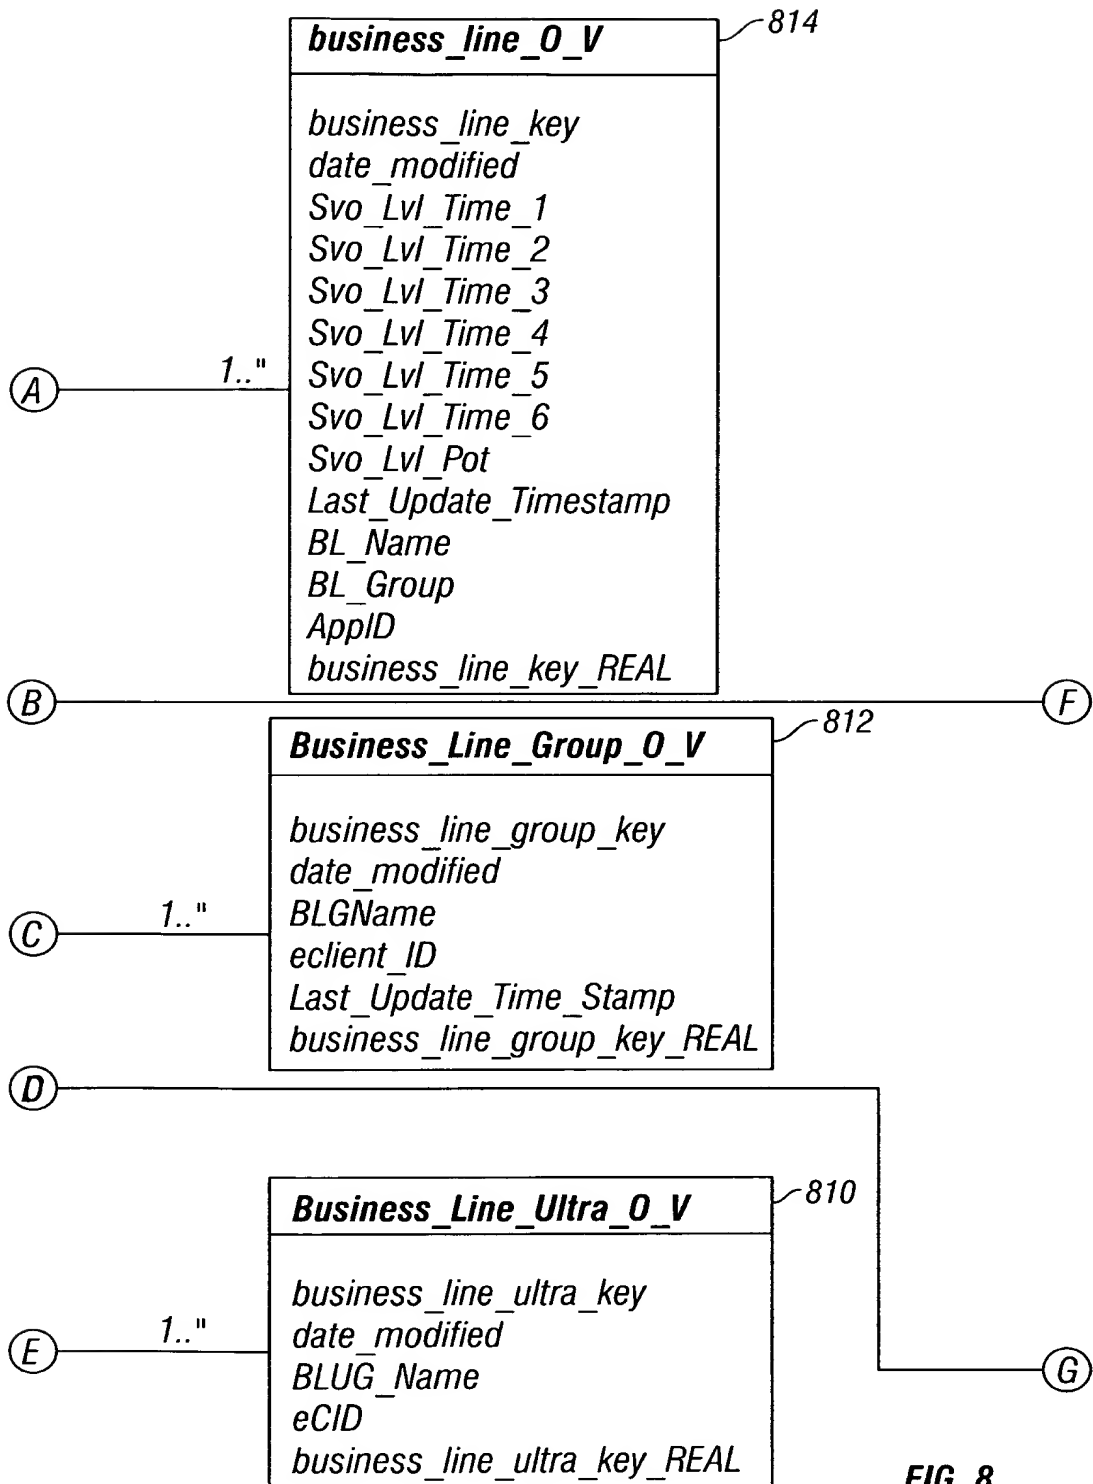 business_line_O_V
814
business_line_key
date_modified
Svo_Lvl_Time_1
Svo_Lvl_Time_2
Svo_Lvl_Time_3
Svo_Lvl_Time_4
A
1.."
Svo_Lvl_Time_5
Svo_Lvl_Time_6
Svo_Lvl_Pot
Last_Update_Timestamp
BL_Name
BL_Group
AppID
business_line_key_REAL
B
F
Business_Line_Group_O_V
812
business_line_group_key
date_modified
C
1.."
BLGName
eclient_ID
Last_Update_Time_Stamp
business_line_group_key_REAL
D
Business_Line_Ultra_O_V
810
business_line_ultra_key
E
1.."
date_modified
BLUG_Name
G
eCID
business_line_ultra_key_REAL
FIG. 8